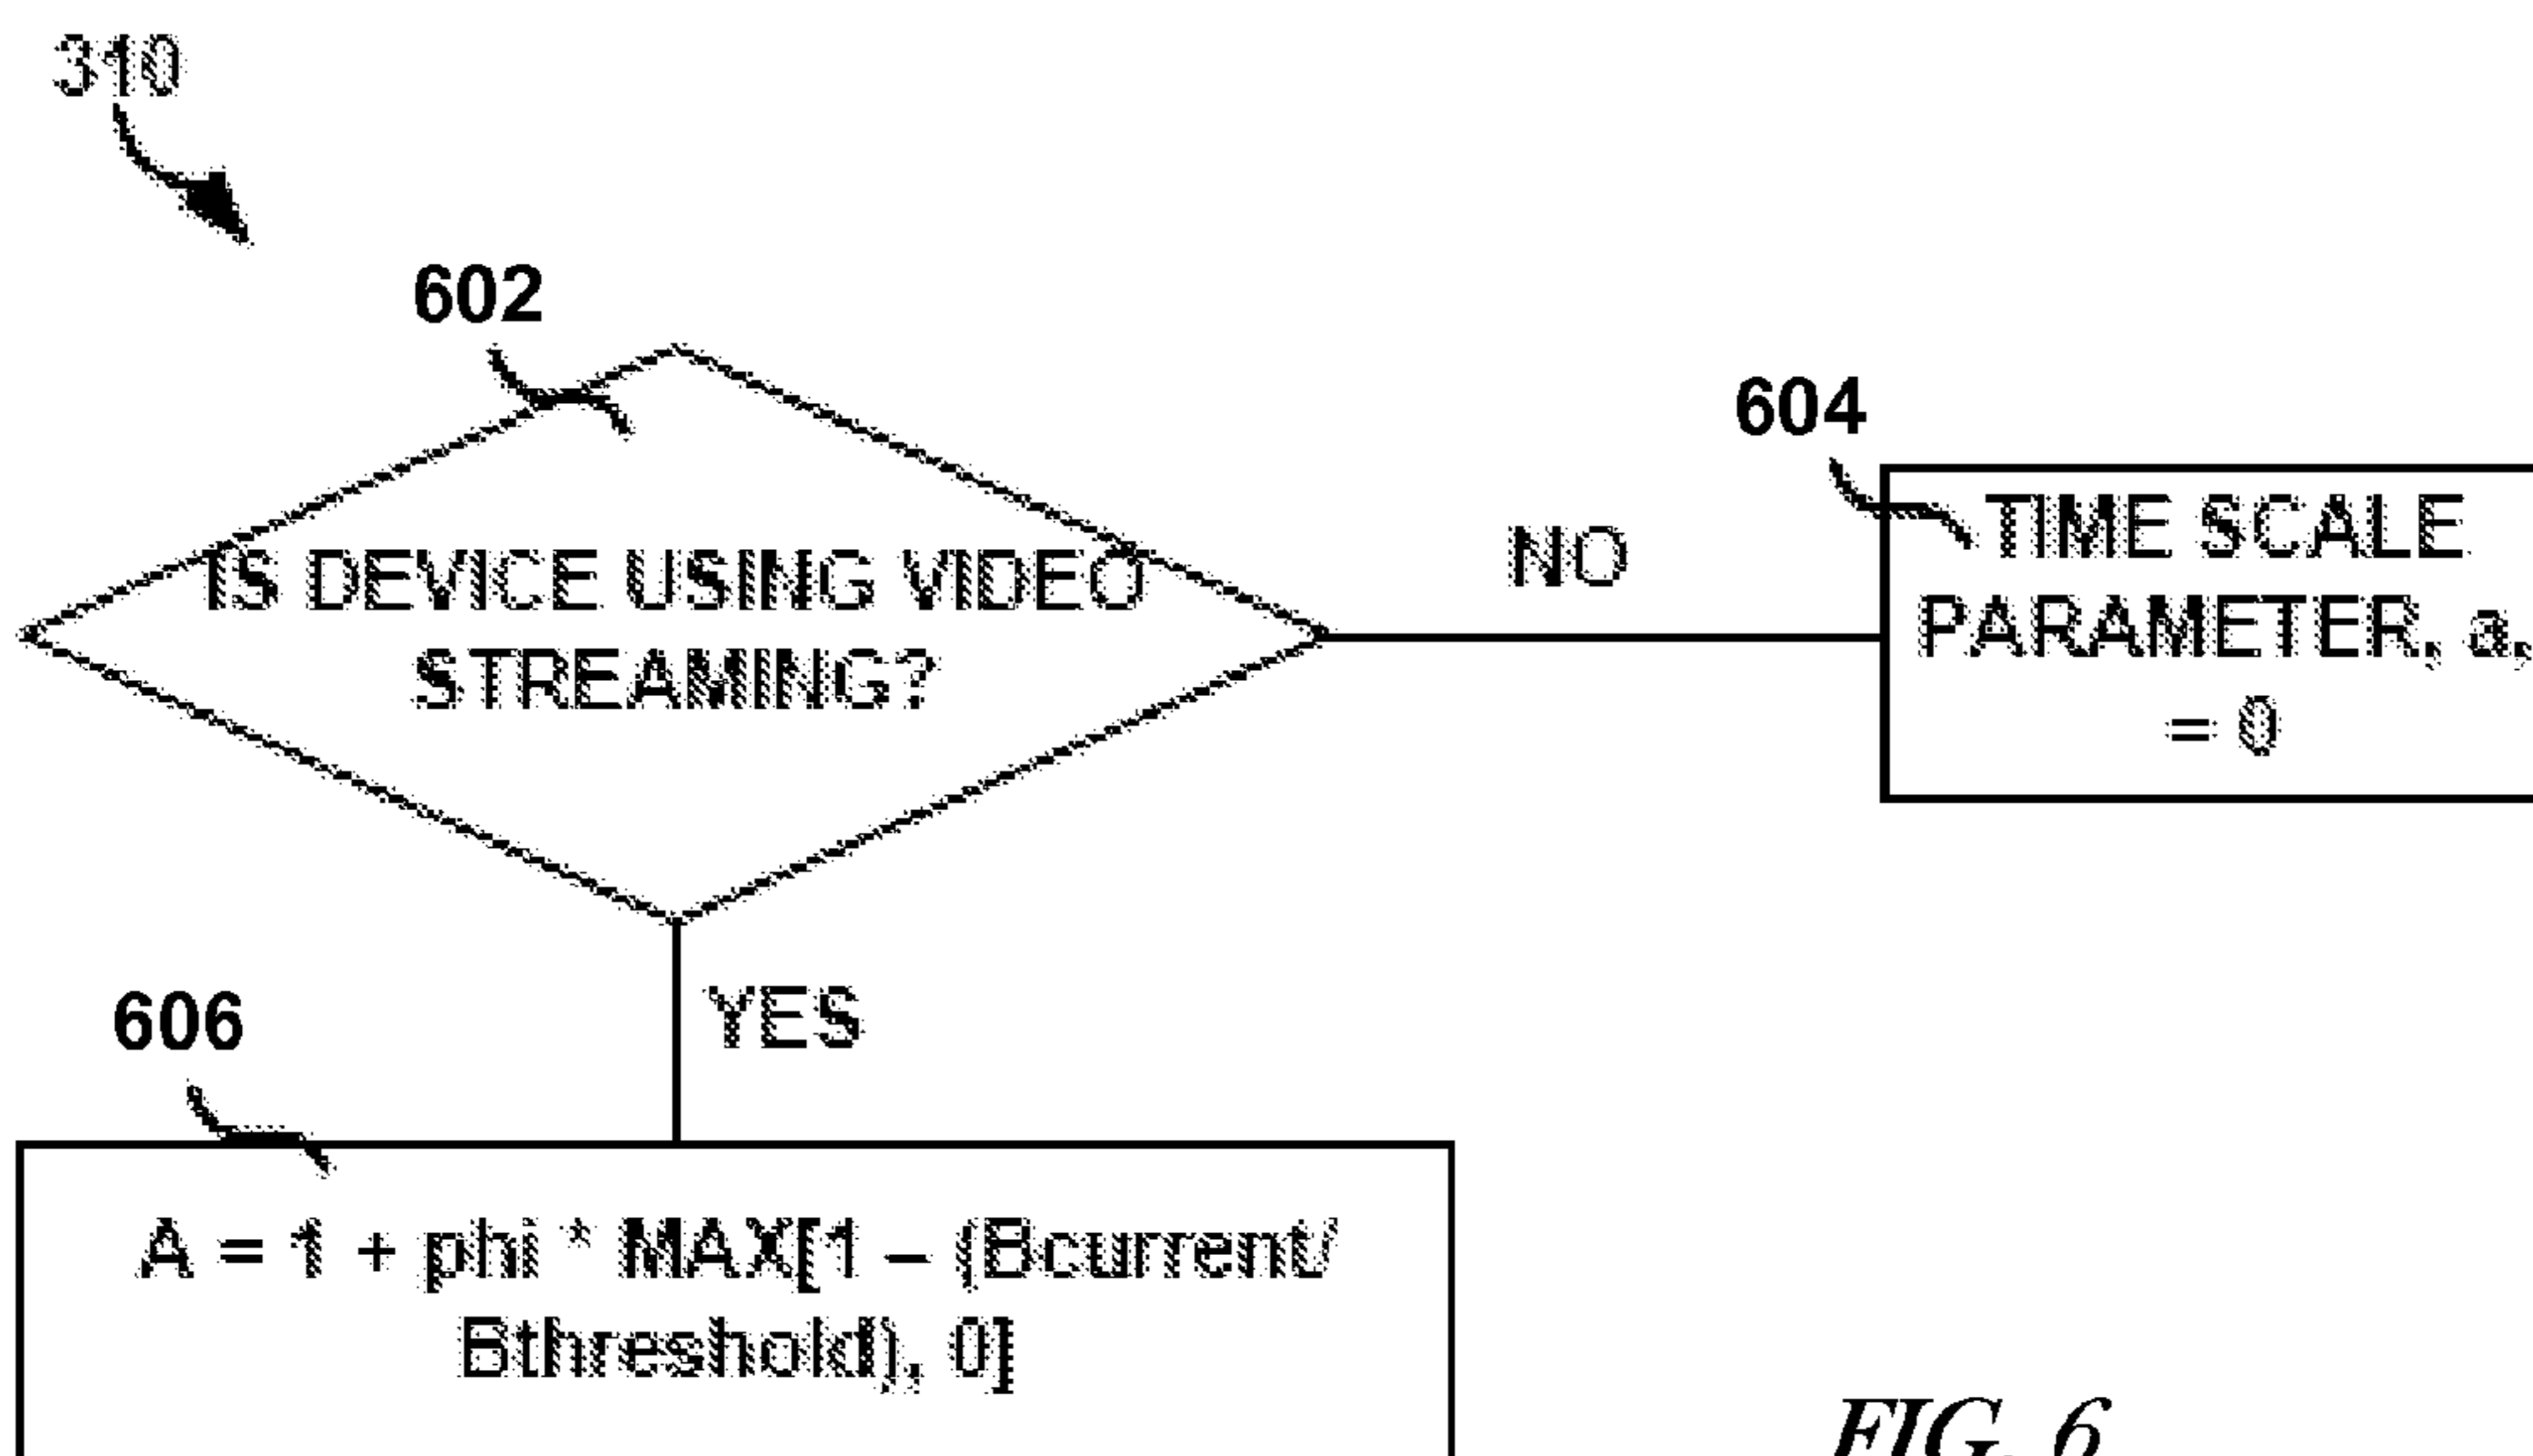 310
602
604
IS DEVICE USING VIDEO
STREAMING?
NO
TIME SCALE
PARAMETER, a,
= 0
YES
606
A = 1 + phi * MAX[1 – (Bcurrent/
Bthreshold), 0]
FIG. 6